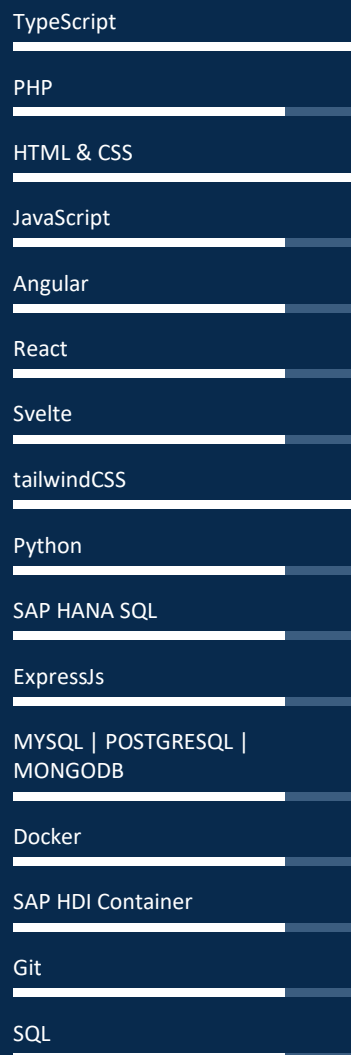 TypeScript
PHP
HTML & CSS
JavaScript
Angular
React
Svelte
tailwindCSS
Python
SAP HANA SQL
ExpressJs
MYSQL | POSTGRESQL |
MONGODB
Docker
SAP HDI Container
Git
SQL